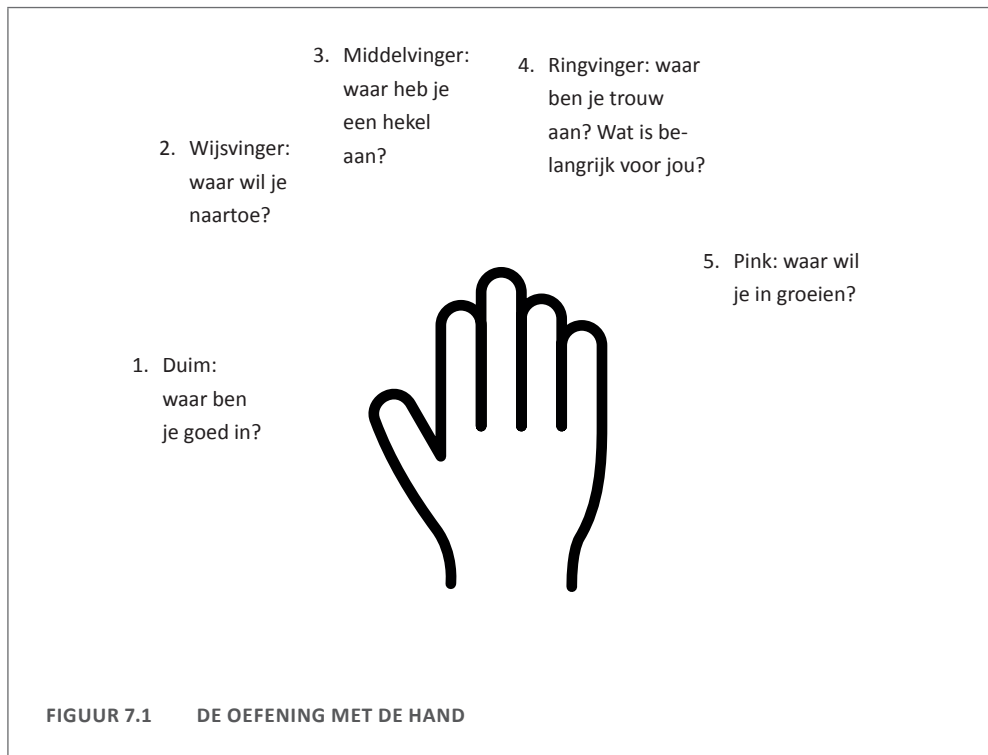 1. Duim:
waar ben
je goed in?
2. Wijsvinger:
waar wil je
naartoe?
3. Middelvinger:
waar heb je
een hekel
aan?
4. Ringvinger: waar
ben je trouw
aan? Wat is be-
langrijk voor jou?
5. Pink: waar wil
je in groeien?
FIGUUR 7.1 DE OEFENING MET DE HAND